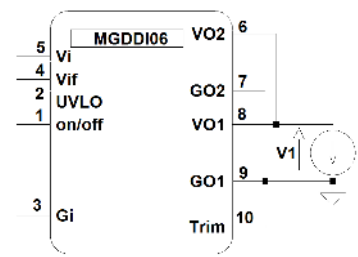 MGDDI06
5 Vi
4 Vif
2 UVLO
1 on/off
3 Gi
VO2 6
GO2 7
VO1 8
GO1 9
Trim 10
V1
V